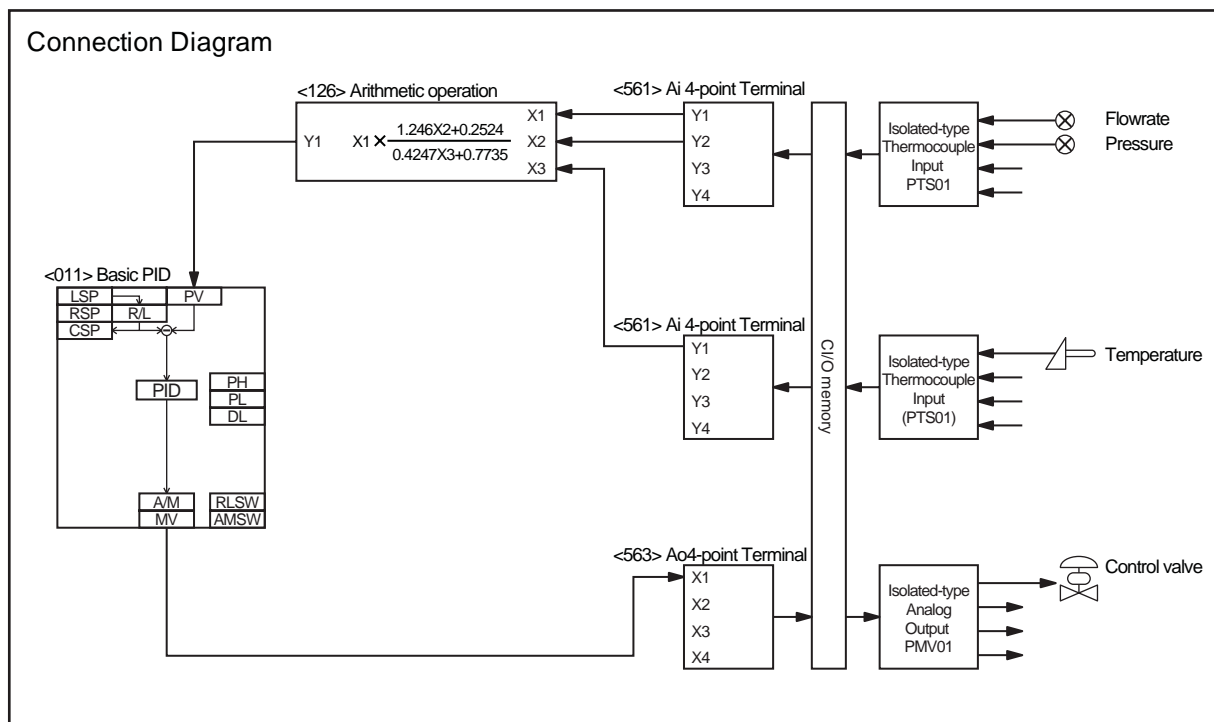 Connection Diagram
<126> Arithmetic operation
Y1
X1 × 1.246X2+0.2524
0.4247X3+0.7735
X1
X2
X3
<561> Ai 4-point Terminal
Y1
Y2
Y3
Y4
Isolated-type
Thermocouple
Input
PTS01
Flowrate
Pressure
<011> Basic PID
LSP
PV
RSP
R/L
CSP
PID
PH
PL
DL
A/M
RLSW
MV
AMSW
<561> Ai 4-point Terminal
Y1
Y2
Y3
Y4
CI/O memory
Isolated-type
Thermocouple
Input
(PTS01)
Temperature
<563> Ao4-point Terminal
X1
X2
X3
X4
Isolated-type
Analog
Output
PMV01
Control valve